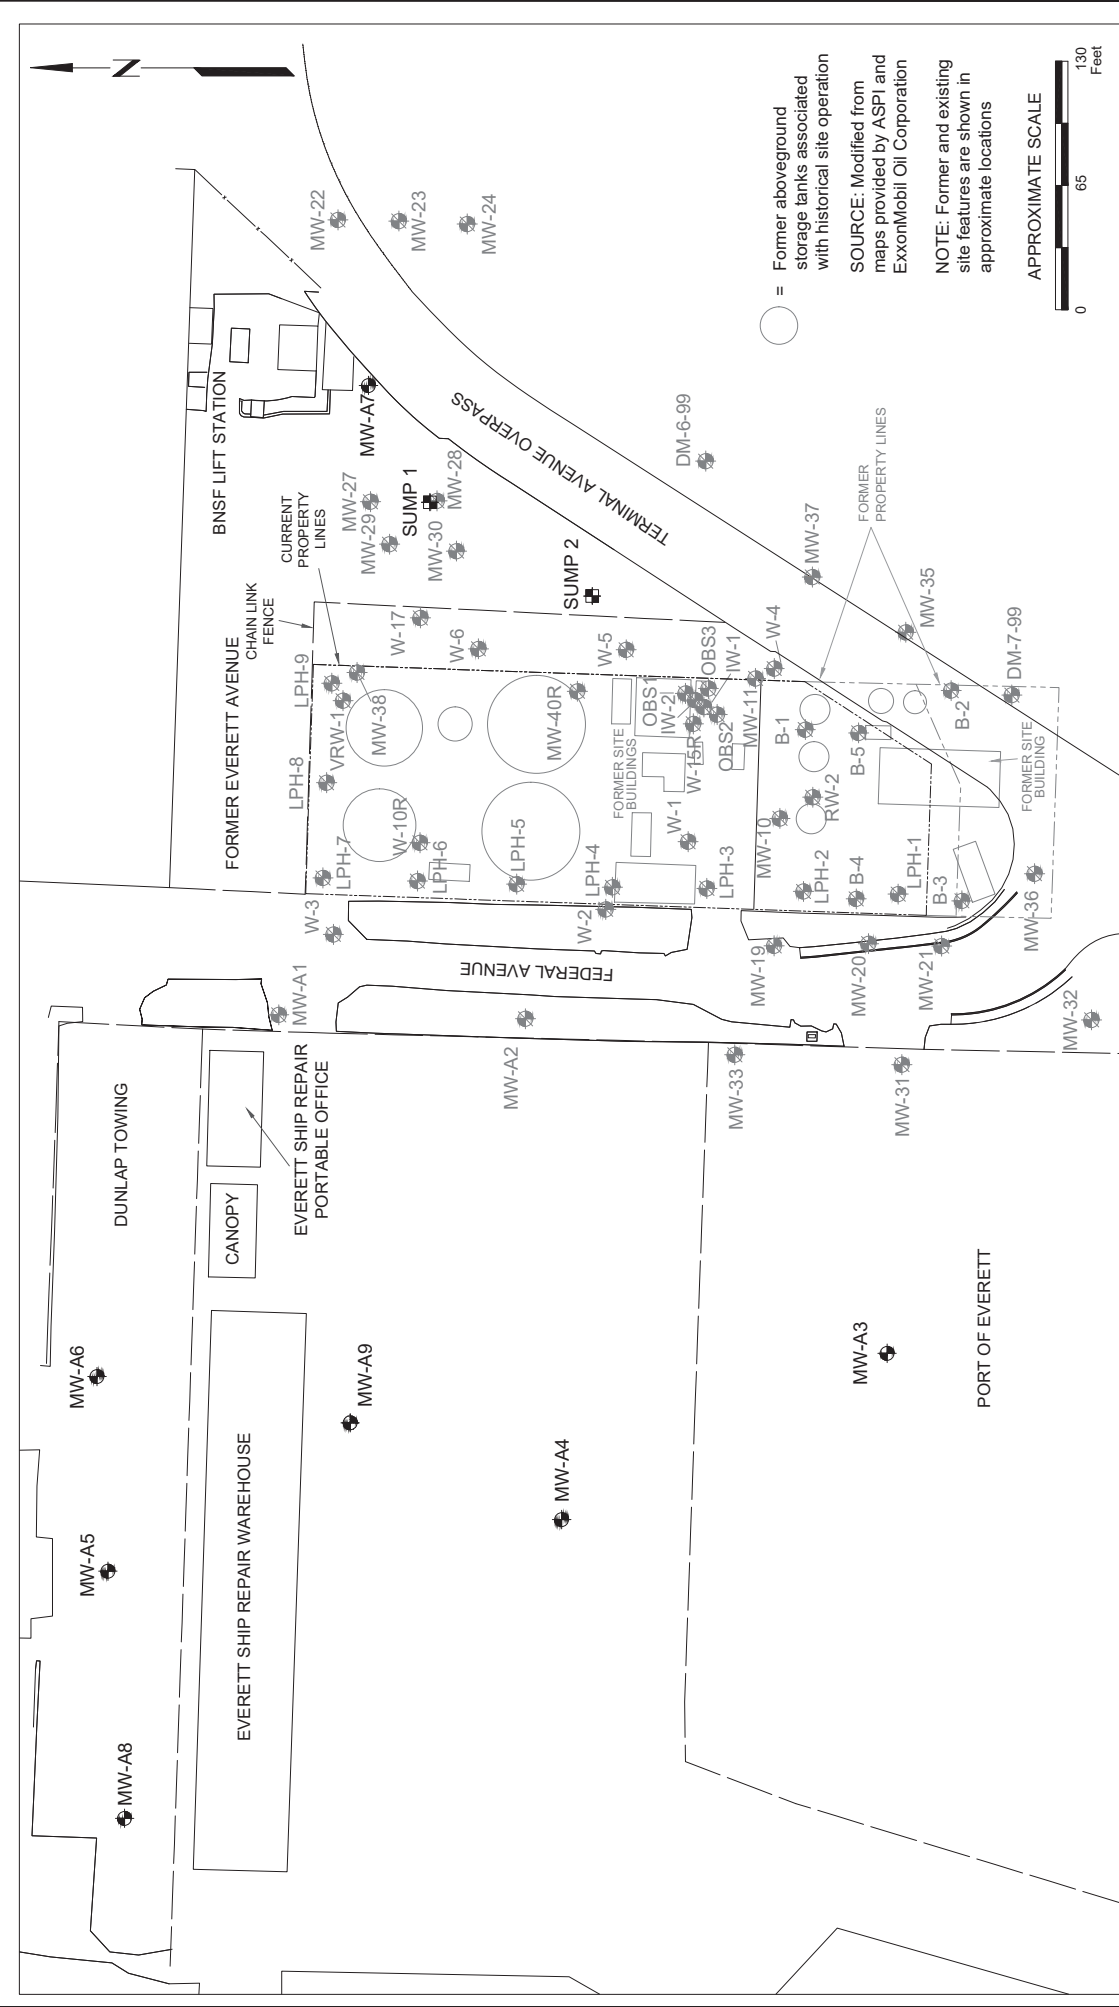 N
MW-22
MW-23
MW-24
BNSF LIFT STATION
MW-A7
TERMINAL AVENUE OVERPASS
DM-6-99
MW-27
MW-28
MW-29
MW-30
SUMP 1
SUMP 2
CURRENT
PROPERTY
LINES
CHAIN LINK
FENCE
FORMER EVERETT AVENUE
FORMER
PROPERTY LINES
MW-37
MW-35
DM-7-99
W-17
W-6
W-5
W-4
LPH-9
VRW-1
MW-38
MW-40R
OBS1
IW-2
OBS3
IW-1
OBS2
W-15R
MW-11
B-1
B-5
B-2
LPH-8
FORMER SITE
BUILDINGS
FORMER SITE
BUILDING
LPH-7
W-10R
LPH-6
LPH-5
LPH-4
W-1
LPH-3
MW-10
RW-2
LPH-2
B-4
LPH-1
B-3
MW-36
W-3
W-2
FEDERAL AVENUE
MW-19
MW-20
MW-21
MW-A1
MW-A2
MW-33
MW-31
MW-32
DUNLAP TOWING
EVERETT SHIP REPAIR
PORTABLE OFFICE
CANOPY
EVERETT SHIP REPAIR WAREHOUSE
PORT OF EVERETT
MW-A6
MW-A9
MW-A3
MW-A5
MW-A4
MW-A8
= Former aboveground
storage tanks associated
with historical site operation
SOURCE: Modified from
maps provided by ASPI and
ExxonMobil Oil Corporation
NOTE: Former and existing
site features are shown in
approximate locations
APPROXIMATE SCALE
0 65 130
Feet